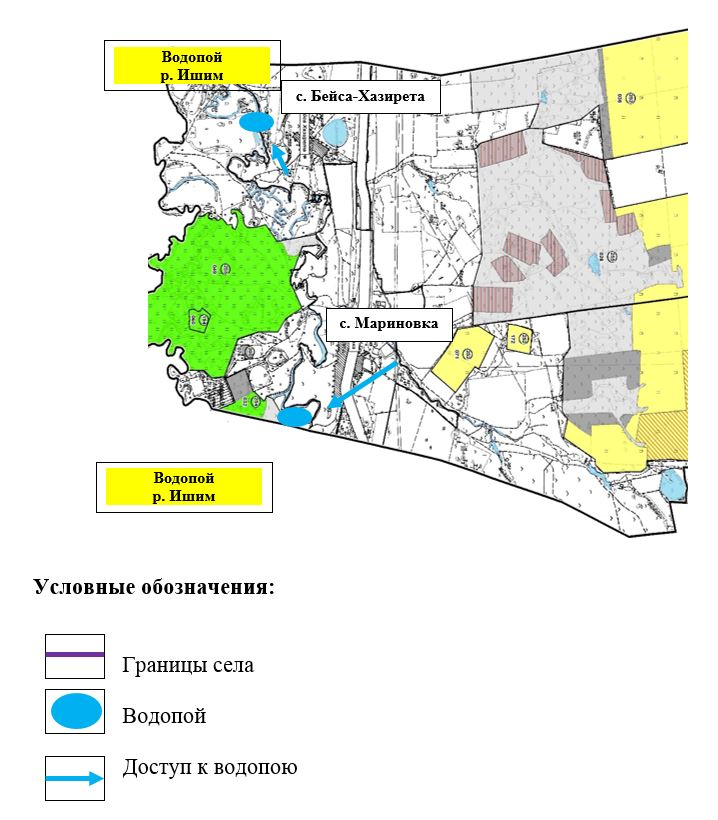 Водопой
р. Ишим
с. Бейса-Хазирета
с. Мариновка
Водопой
р. Ишим
Условные обозначения:
Границы села
Водопой
Доступ к водопою